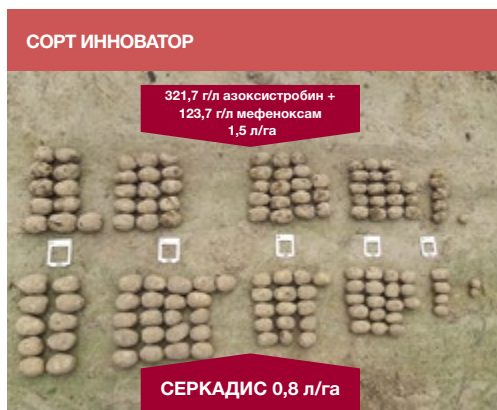 СОРТ ИННОВАТОР
321,7 г/л азоксистробин +
123,7 г/л мефеноксам
1,5 л/га
СЕРКАДИС 0,8 л/га